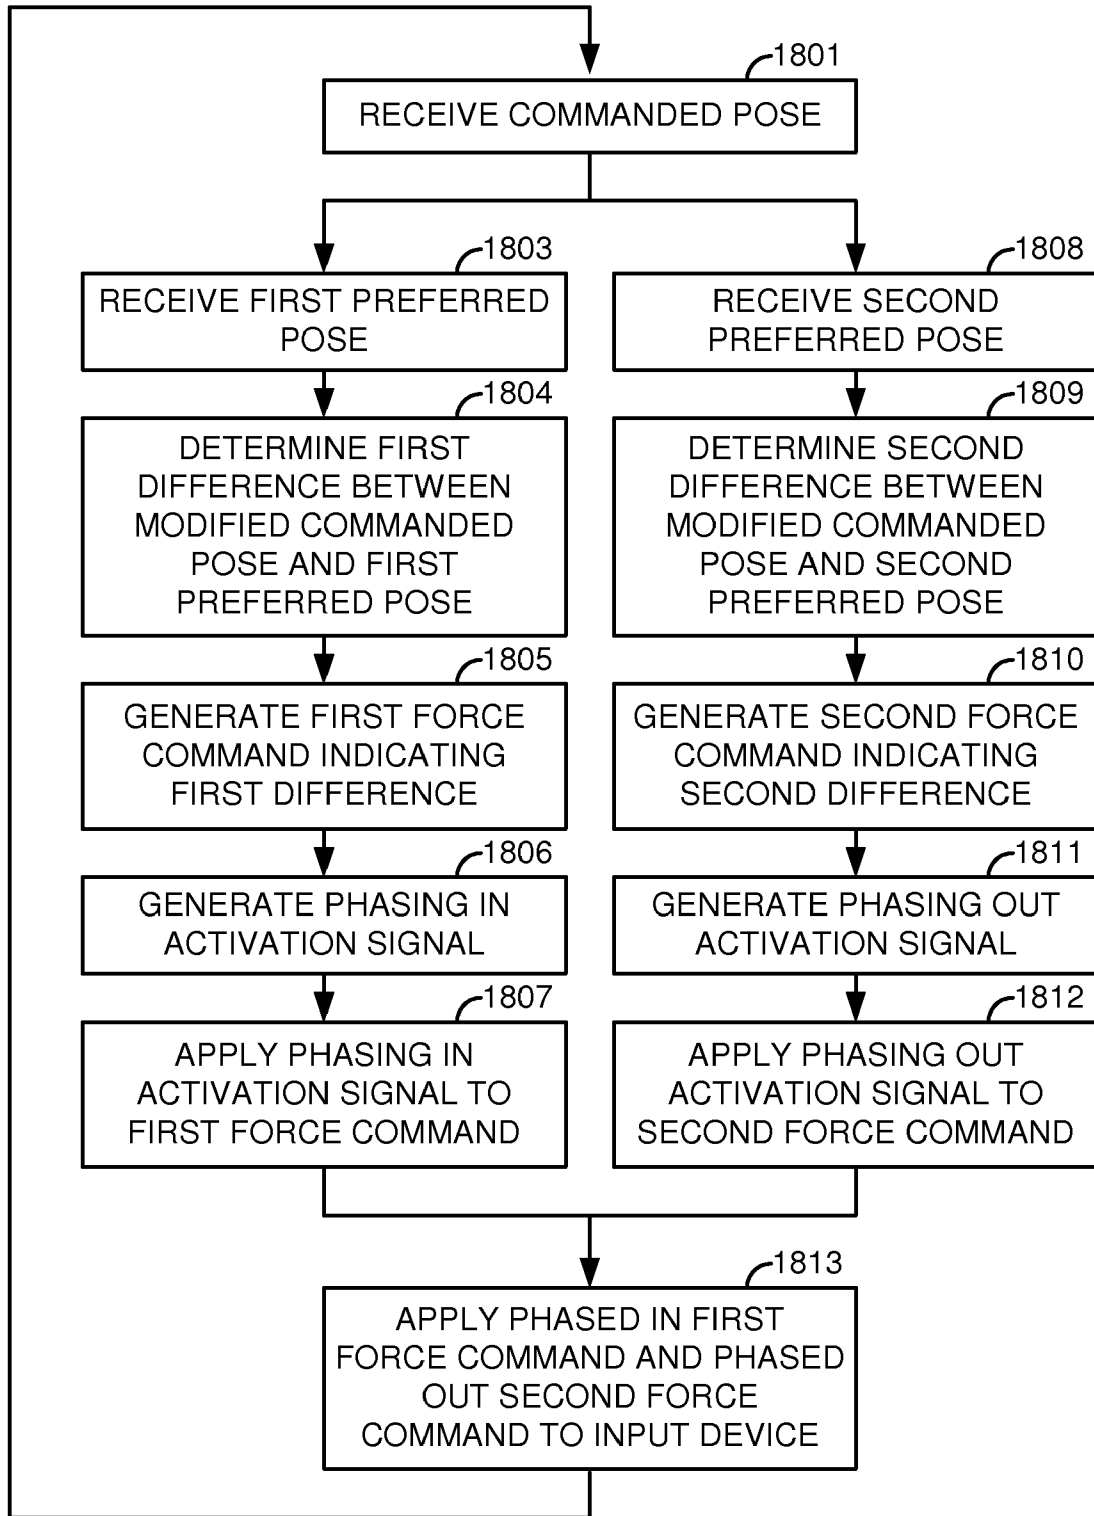 1801
RECEIVE COMMANDED POSE
1803
RECEIVE FIRST PREFERRED
POSE
1804
DETERMINE FIRST
DIFFERENCE BETWEEN
MODIFIED COMMANDED
POSE AND FIRST
PREFERRED POSE
1805
GENERATE FIRST FORCE
COMMAND INDICATING
FIRST DIFFERENCE
1806
GENERATE PHASING IN
ACTIVATION SIGNAL
1807
APPLY PHASING IN
ACTIVATION SIGNAL TO
FIRST FORCE COMMAND
1808
RECEIVE SECOND
PREFERRED POSE
1809
DETERMINE SECOND
DIFFERENCE BETWEEN
MODIFIED COMMANDED
POSE AND SECOND
PREFERRED POSE
1810
GENERATE SECOND FORCE
COMMAND INDICATING
SECOND DIFFERENCE
1811
GENERATE PHASING OUT
ACTIVATION SIGNAL
1812
APPLY PHASING OUT
ACTIVATION SIGNAL TO
SECOND FORCE COMMAND
1813
APPLY PHASED IN FIRST
FORCE COMMAND AND PHASED
OUT SECOND FORCE
COMMAND TO INPUT DEVICE